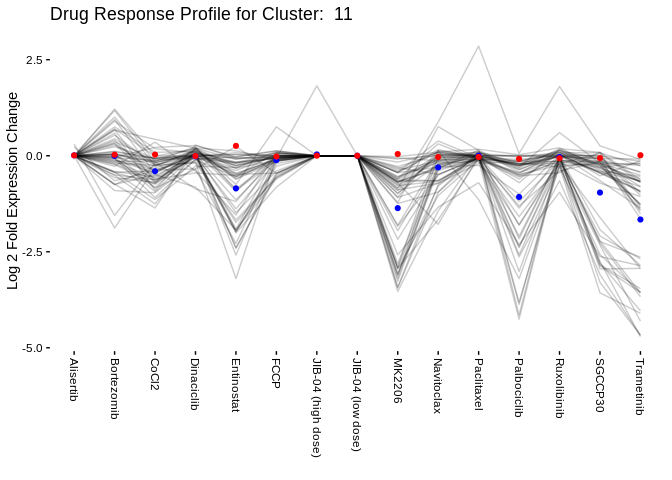 Drug Response Profile for Cluster:  11
Log 2 Fold Expression Change
2.5
0.0
-2.5
-5.0
Alisertib
Bortezomib
CoCl2
Dinaciclib
Entinostat
FCCP
JIB-04 (high dose)
JIB-04 (low dose)
MK2206
Navitoclax
Paclitaxel
Palbociclib
Ruxolibinib
SGCCP30
Trametinib